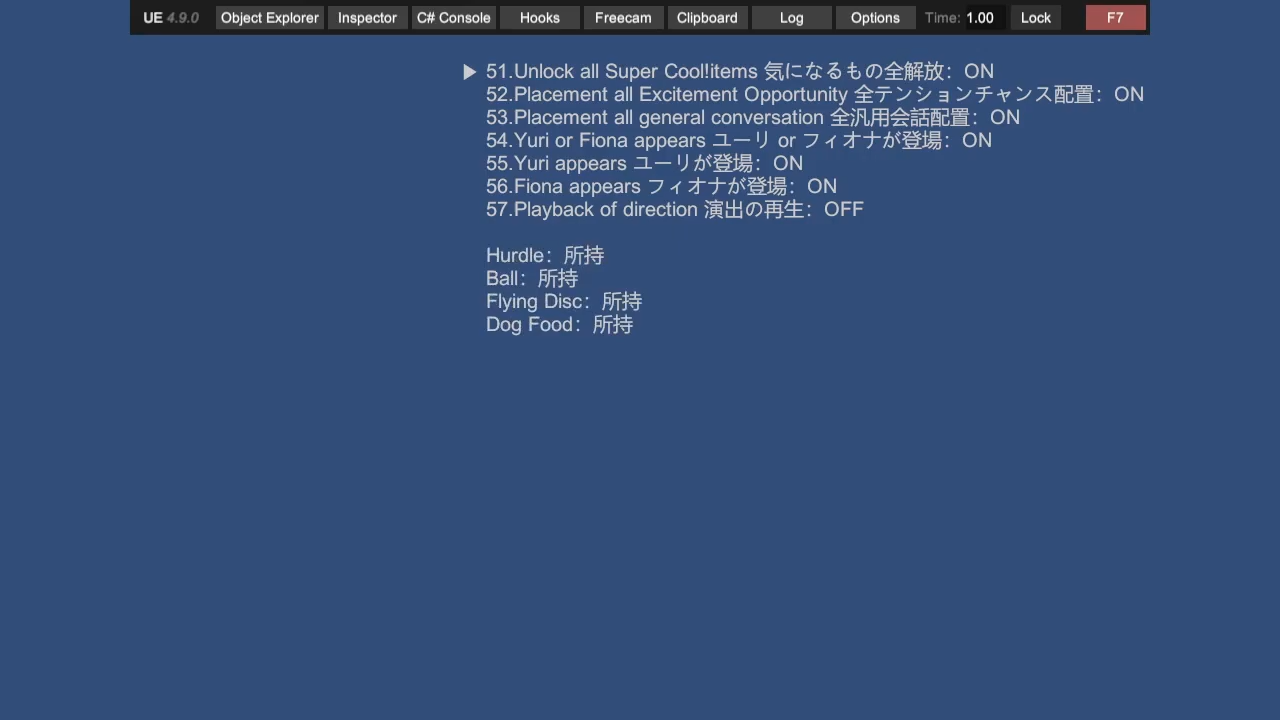 UE 4.9.0 Object Explorer Inspector C# Console Hooks Freecam Clipboard Log Options Time: 1.00 Lock F7
▶ 51.Unlock all Super Cool!items 気になるもの全解放：ON
52.Placement all Excitement Opportunity 全テンションチャンス配置：ON
53.Placement all general conversation 全汎用会話配置：ON
54.Yuri or Fiona appears ユーリ or フィオナが登場：ON
55.Yuri appears ユーリが登場：ON
56.Fiona appears フィオナが登場：ON
57.Playback of direction 演出の再生：OFF
Hurdle：所持
Ball：所持
Flying Disc：所持
Dog Food：所持